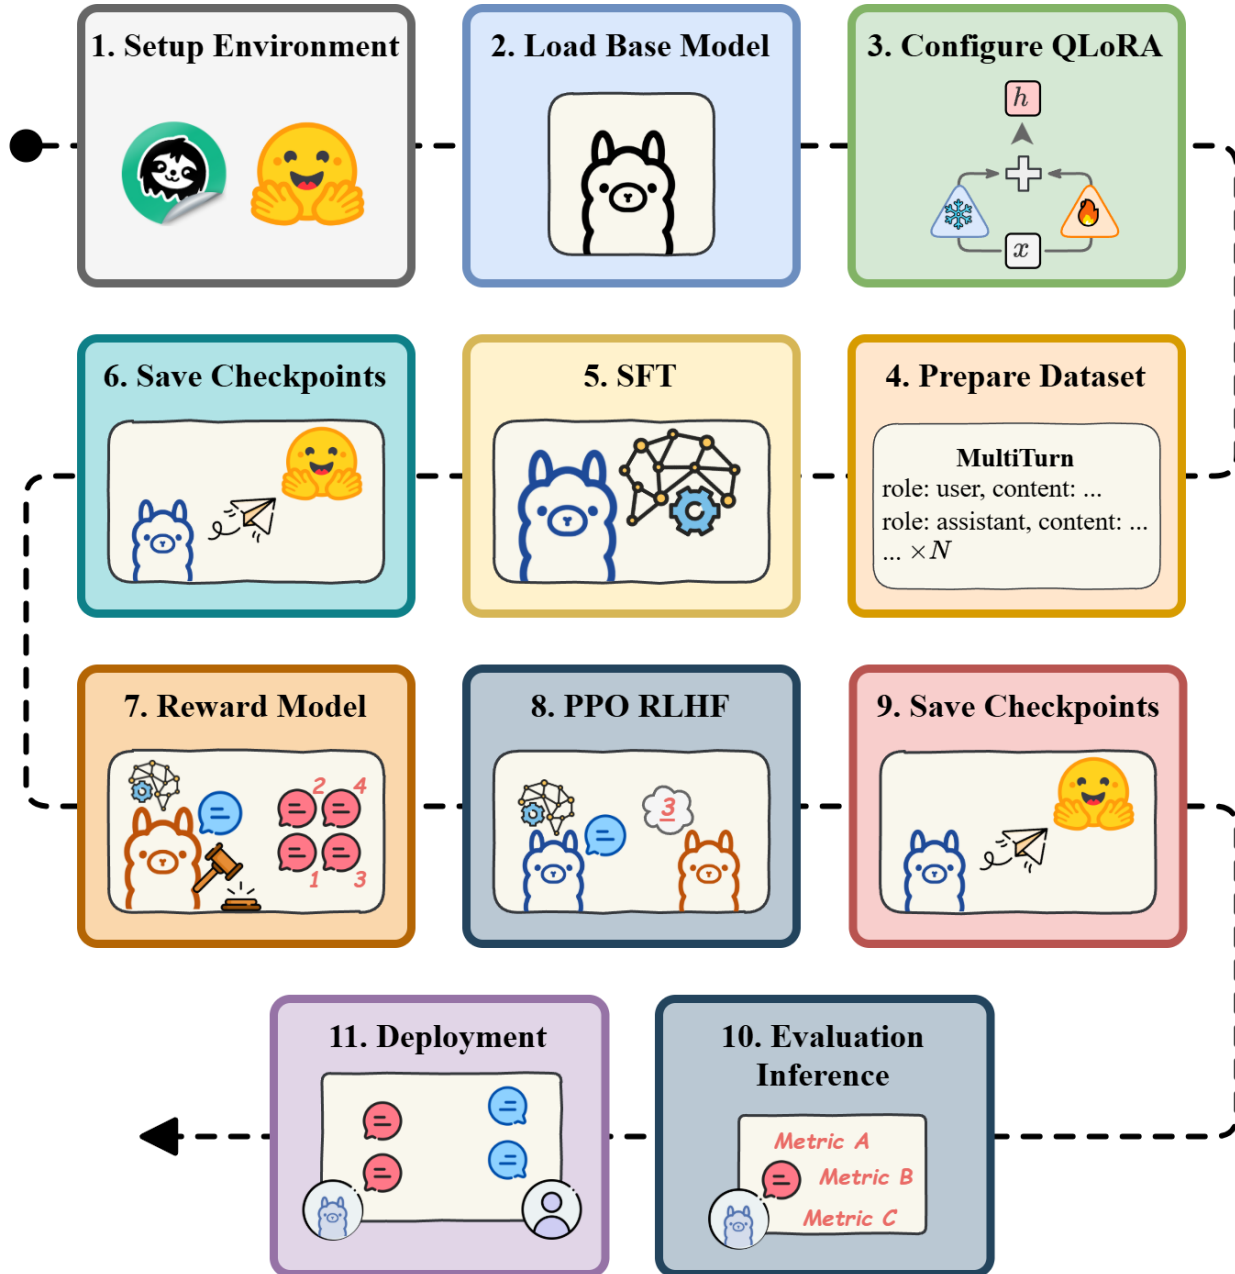 1. Setup Environment
2. Load Base Model
3. Configure QLoRA
h
x
4. Prepare Dataset
MultiTurn
role: user, content: ...
role: assistant, content: ...
... ×N
5. SFT
6. Save Checkpoints
7. Reward Model
2 4
1 3
8. PPO RLHF
3
9. Save Checkpoints
10. Evaluation
Inference
Metric A
Metric B
Metric C
11. Deployment